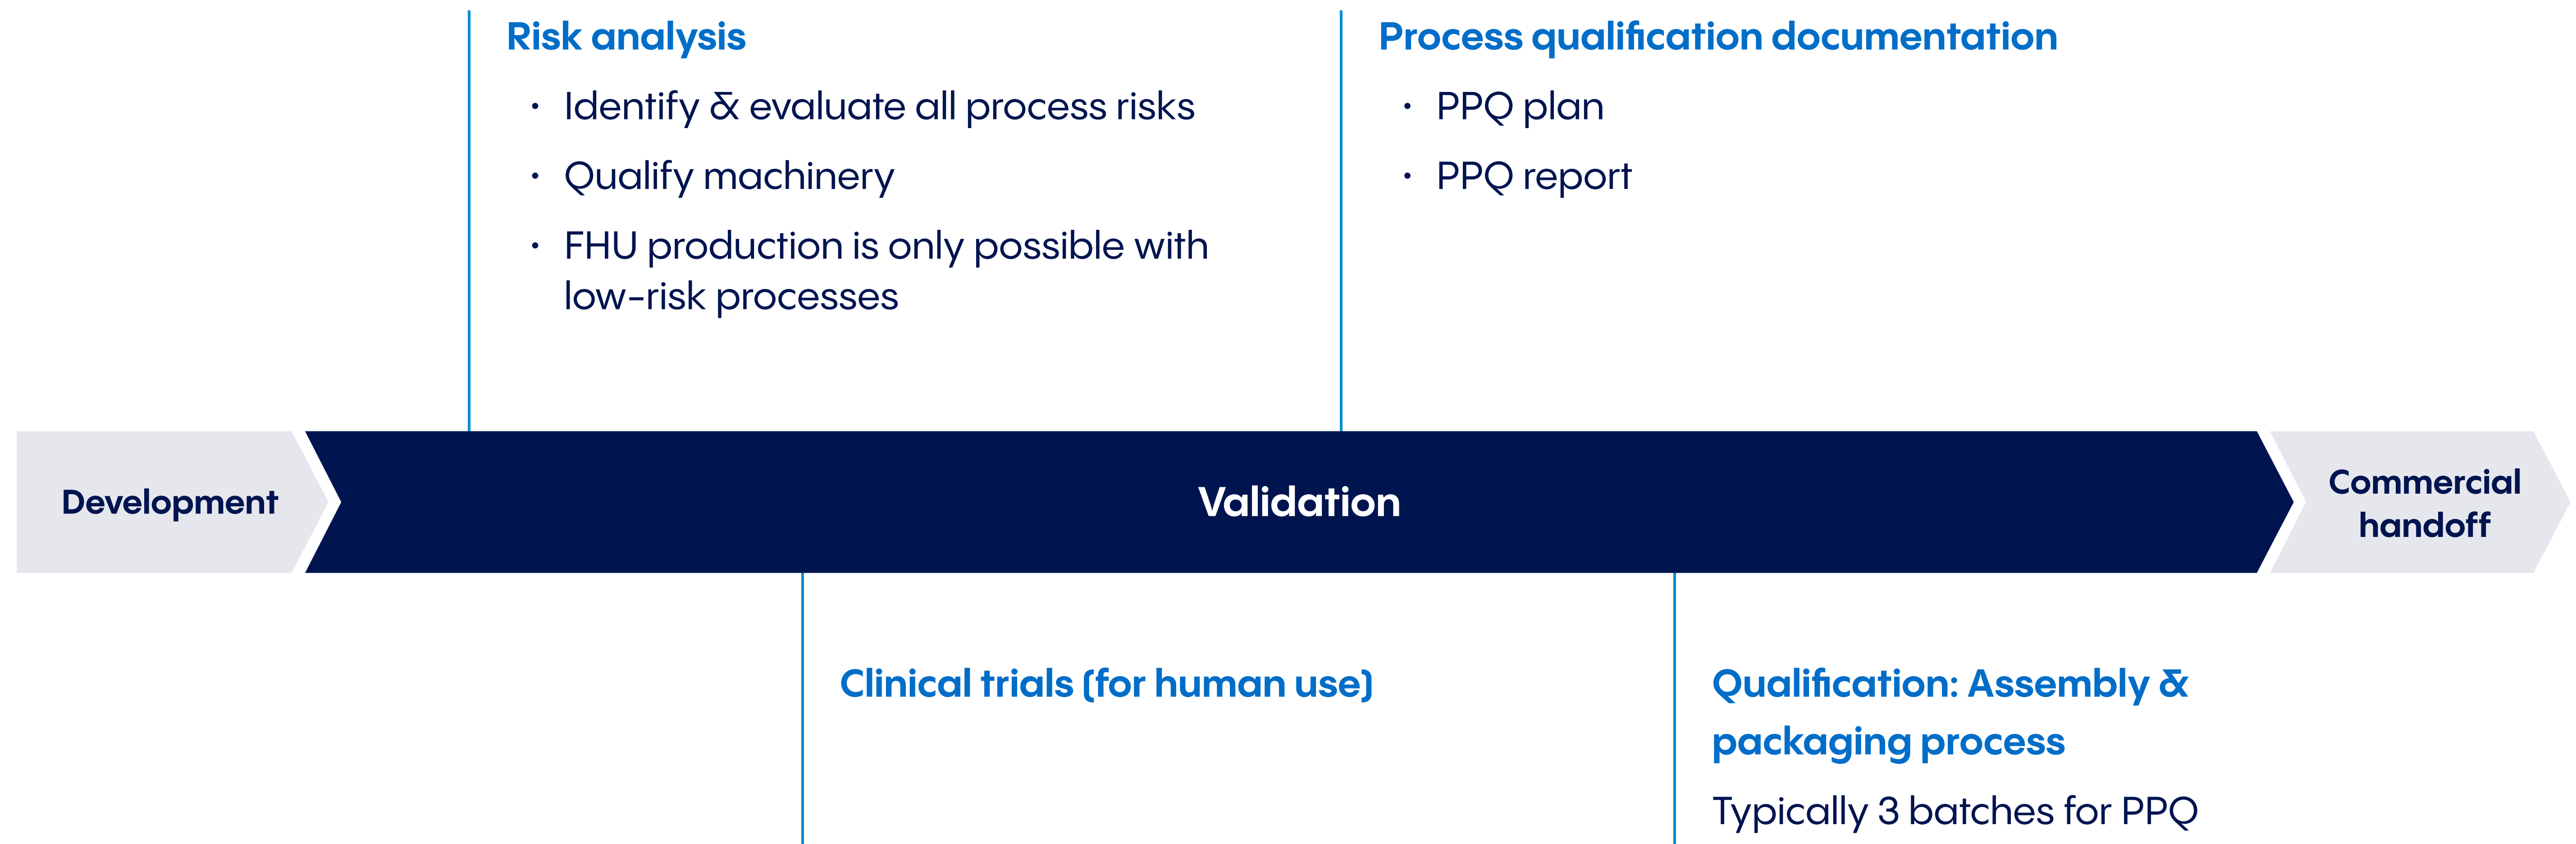 Risk analysis
• Identify & evaluate all process risks
• Qualify machinery
• FHU production is only possible with
low-risk processes
Process qualification documentation
• PPQ plan
• PPQ report
Development
Validation
Commercial
handoff
Clinical trials (for human use)
Qualification: Assembly &
packaging process
Typically 3 batches for PPQ